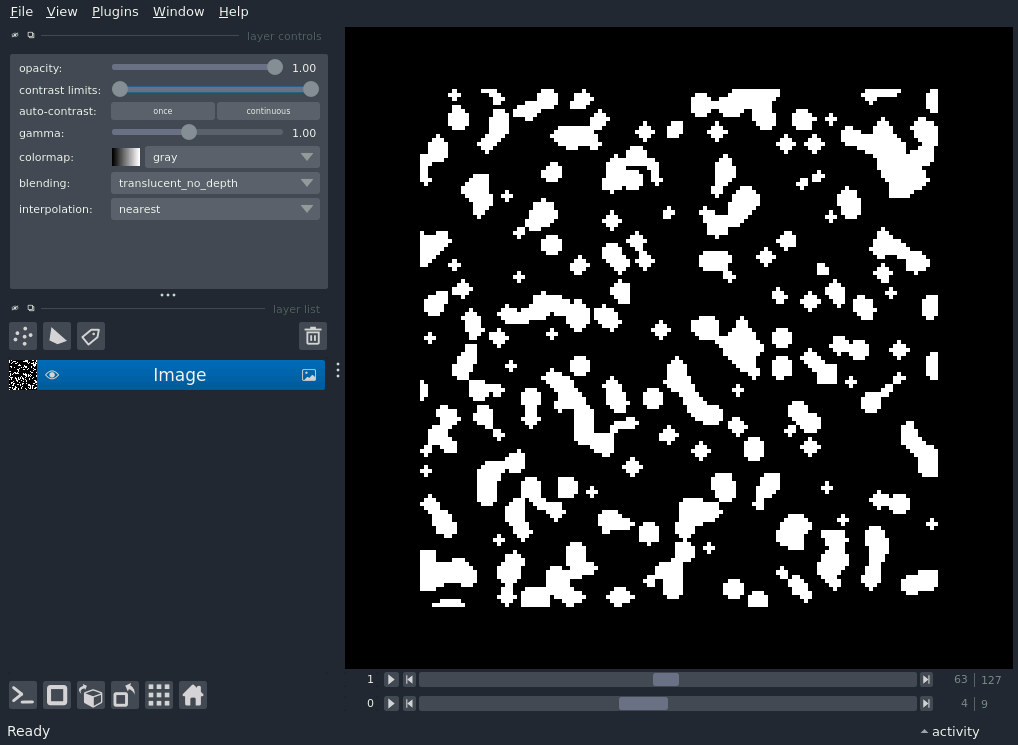 File View Plugins Window Help
layer controls
opacity: 1.00
contrast limits:
auto-contrast: once continuous
gamma: 1.00
colormap: gray
blending: translucent_no_depth
interpolation: nearest
layer list
Image
1 63 127
0 4 9
Ready activity